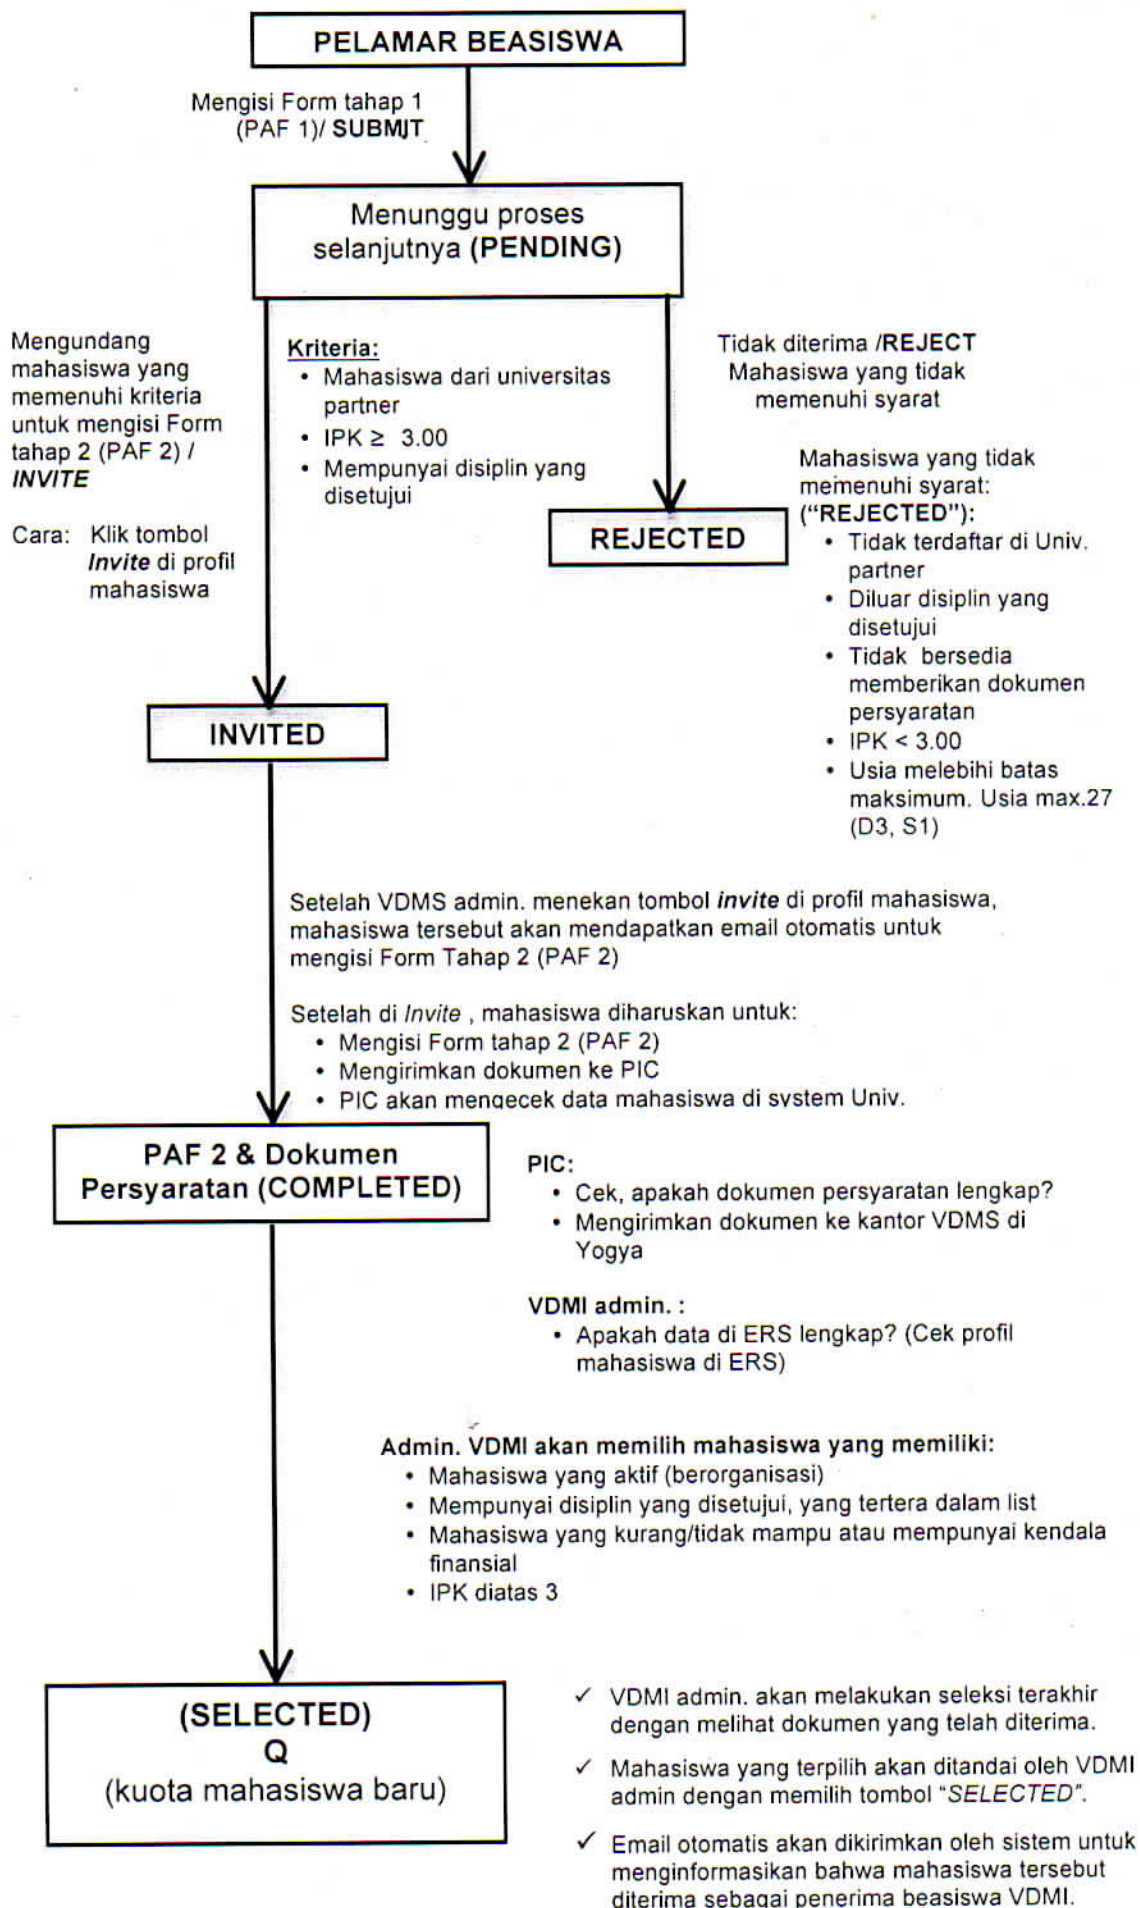 PELAMAR BEASISWA
Mengisi Form tahap 1
(PAF 1)/ SUBMIT
Menunggu proses
selanjutnya (PENDING)
Mengundang
mahasiswa yang
memenuhi kriteria
untuk mengisi Form
tahap 2 (PAF 2) /
INVITE
Cara: Klik tombol
Invite di profil
mahasiswa
Kriteria:
• Mahasiswa dari universitas
partner
• IPK ≥ 3.00
• Mempunyai disiplin yang
disetujui
Tidak diterima /REJECT
Mahasiswa yang tidak
memenuhi syarat
REJECTED
Mahasiswa yang tidak
memenuhi syarat:
(“REJECTED”):
• Tidak terdaftar di Univ.
partner
• Diluar disiplin yang
disetujui
• Tidak bersedia
memberikan dokumen
persyaratan
• IPK < 3.00
• Usia melebihi batas
maksimum. Usia max.27
(D3, S1)
INVITED
Setelah VDMS admin. menekan tombol invite di profil mahasiswa,
mahasiswa tersebut akan mendapatkan email otomatis untuk
mengisi Form Tahap 2 (PAF 2)
Setelah di Invite , mahasiswa diharuskan untuk:
• Mengisi Form tahap 2 (PAF 2)
• Mengirimkan dokumen ke PIC
• PIC akan mengecek data mahasiswa di system Univ.
PAF 2 & Dokumen
Persyaratan (COMPLETED)
PIC:
• Cek, apakah dokumen persyaratan lengkap?
• Mengirimkan dokumen ke kantor VDMS di
Yogya
VDMI admin. :
• Apakah data di ERS lengkap? (Cek profil
mahasiswa di ERS)
Admin. VDMI akan memilih mahasiswa yang memiliki:
• Mahasiswa yang aktif (berorganisasi)
• Mempunyai disiplin yang disetujui, yang tertera dalam list
• Mahasiswa yang kurang/tidak mampu atau mempunyai kendala
finansial
• IPK diatas 3
(SELECTED)
Q
(kuota mahasiswa baru)
✓ VDMI admin. akan melakukan seleksi terakhir
dengan melihat dokumen yang telah diterima.
✓ Mahasiswa yang terpilih akan ditandai oleh VDMI
admin dengan memilih tombol “SELECTED”.
✓ Email otomatis akan dikirimkan oleh sistem untuk
menginformasikan bahwa mahasiswa tersebut
diterima sebagai penerima beasiswa VDMI.